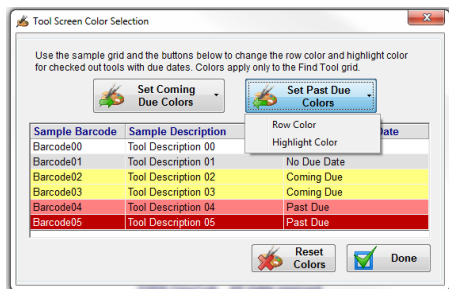 Tool Screen Color Selection
Use the sample grid and the buttons below to change the row color and highlight color
for checked out tools with due dates. Colors apply only to the Find Tool grid.
Set Coming
Due Colors
Set Past Due
Colors
Row Color
Highlight Color
Sample Barcode Sample Description Date
Barcode00 Tool Description 00
Barcode01 Tool Description 01 No Due Date
Barcode02 Tool Description 02 Coming Due
Barcode03 Tool Description 03 Coming Due
Barcode04 Tool Description 04 Past Due
Barcode05 Tool Description 05 Past Due
Reset
Colors
Done